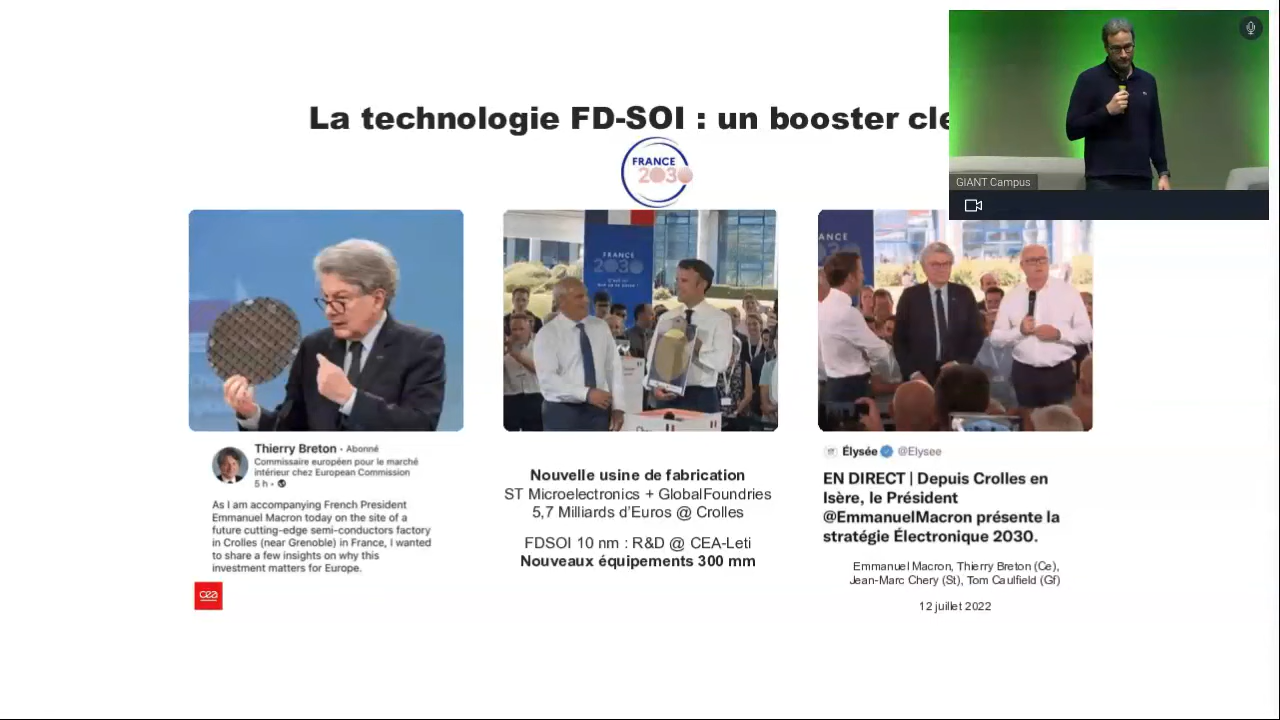 La technologie FD-SOI : un booster cle
GIANT Campus
FRANCE
2030
FRANCE
2030
ANCE
Thierry Breton • Abonné
Commissaire européen pour le marché
intérieur chez European Commission
5 h •
As I am accompanying French President
Emmanuel Macron today on the site of a
future cutting-edge semi-conductors factory
in Crolles (near Grenoble) in France, I wanted
to share a few insights on why this
investment matters for Europe.
cea
Nouvelle usine de fabrication
ST Microelectronics + GlobalFoundries
5,7 Milliards d'Euros @ Crolles
FDSOI 10 nm : R&D @ CEA-Leti
Nouveaux équipements 300 mm
Élysée @Elysee
EN DIRECT | Depuis Crolles en
Isère, le Président
@EmmanuelMacron présente la
stratégie Électronique 2030.
Emmanuel Macron, Thierry Breton (Ce),
Jean-Marc Chery (St), Tom Caulfield (Gf)
12 juillet 2022